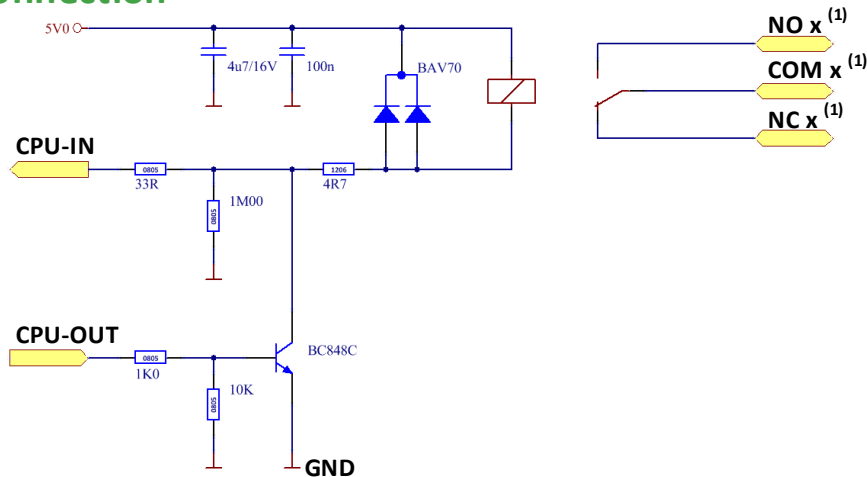 5V0
4u7/16V
100n
BAV70
NO x (1)
COM x (1)
NC x (1)
CPU-IN
0805
33R
1206
4R7
0805
1M00
CPU-OUT
0805
1K0
BC848C
0805
10K
GND